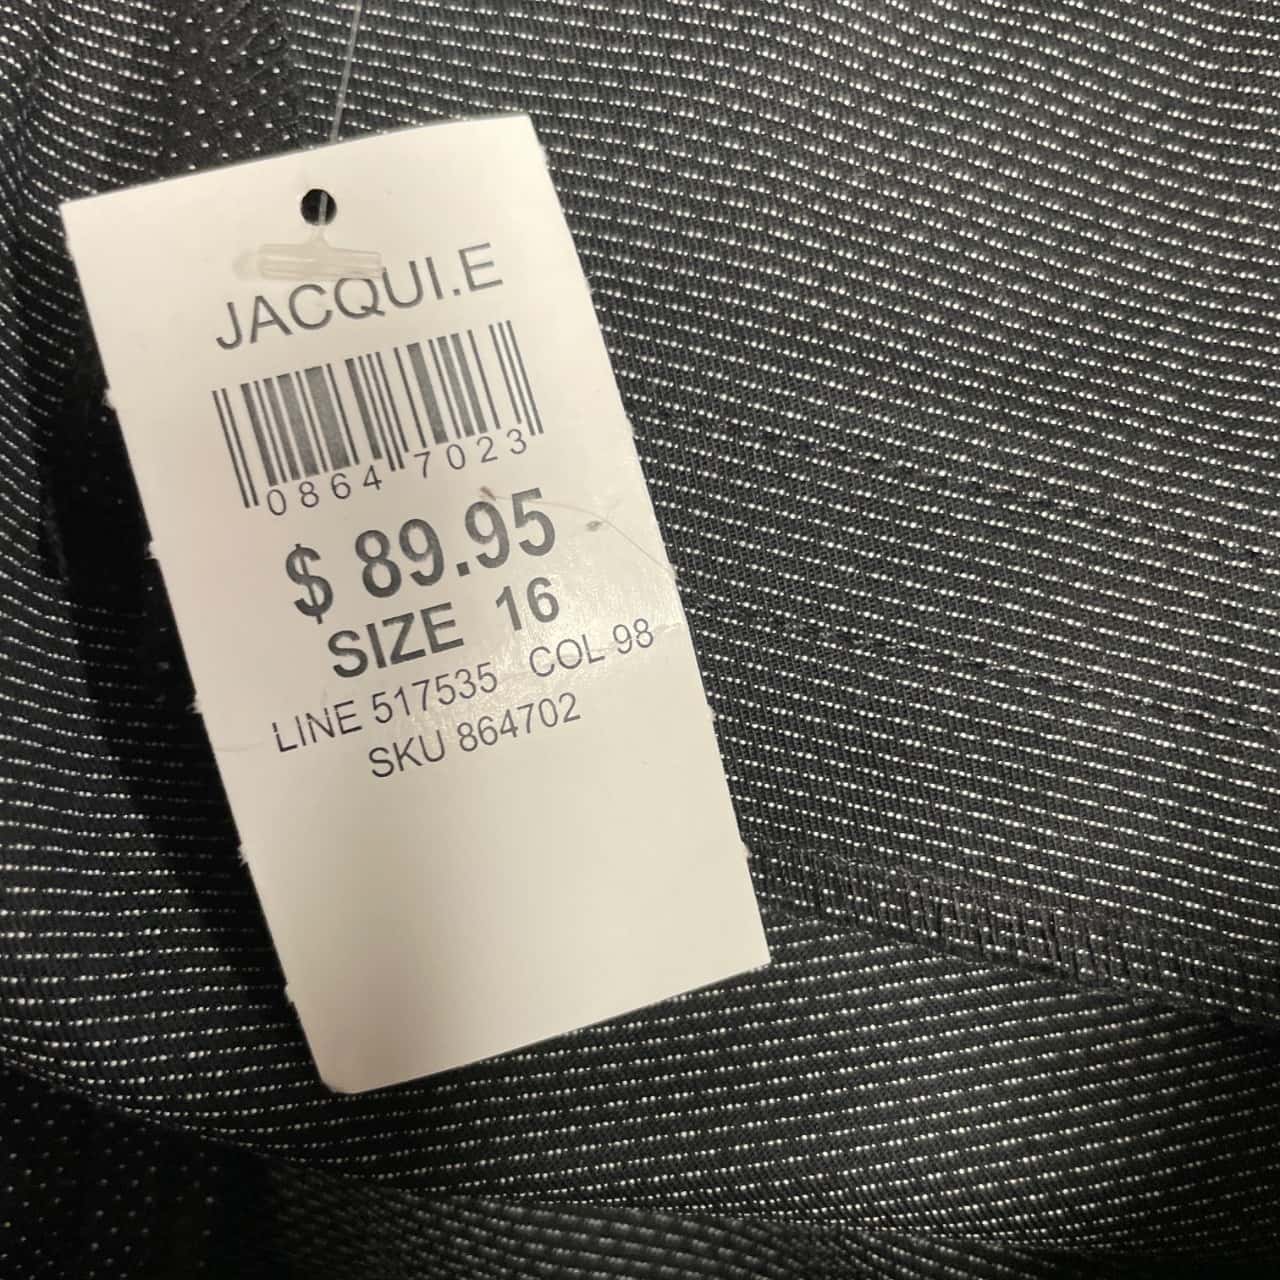 JACQUI.E
0864 7023
$ 89.95
SIZE 16
LINE 517535 COL 98
SKU 864702